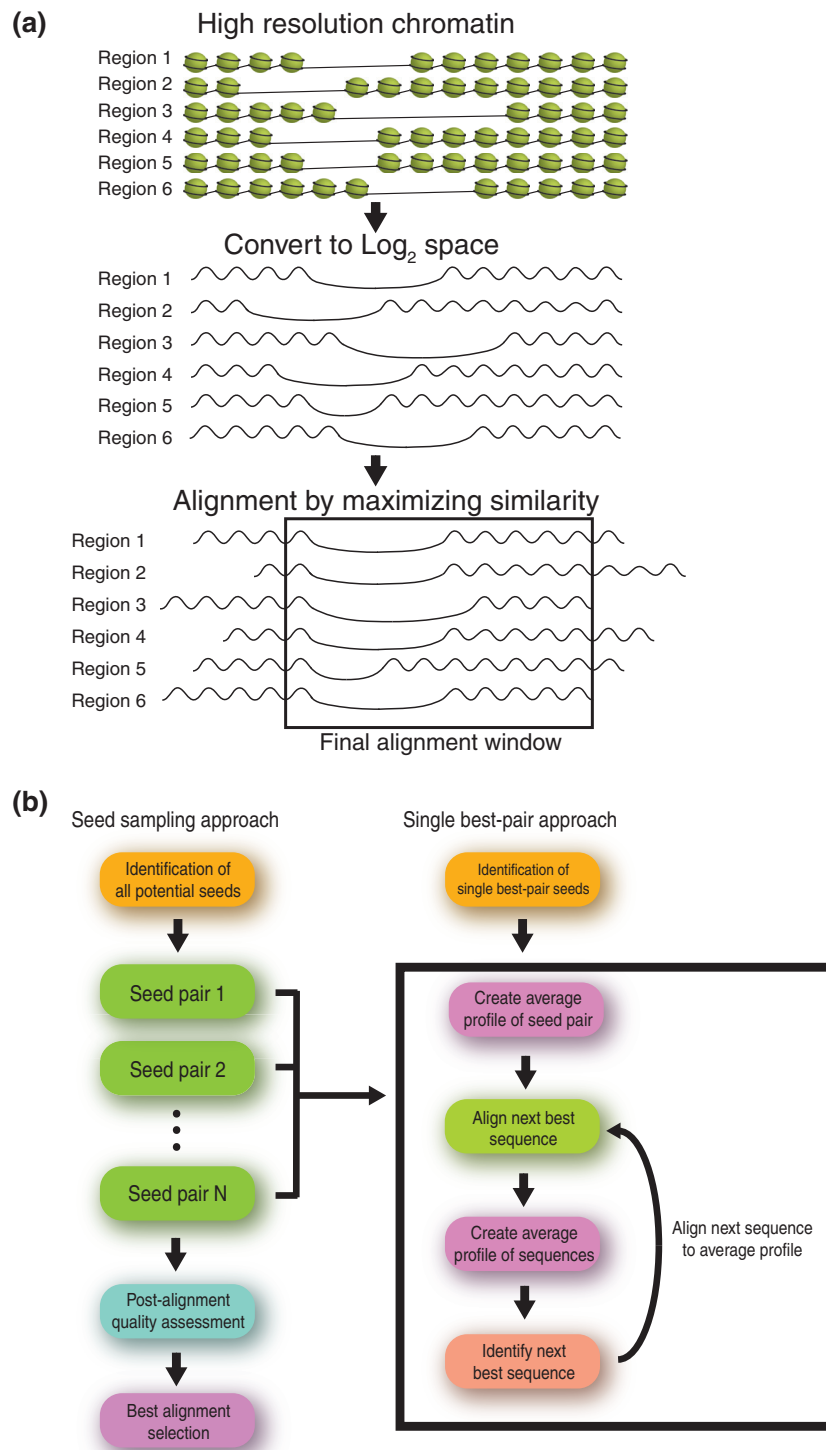 (a)
High resolution chromatin
Region 1
Region 2
Region 3
Region 4
Region 5
Region 6
Convert to Log2 space
Region 1
Region 2
Region 3
Region 4
Region 5
Region 6
Alignment by maximizing similarity
Region 1
Region 2
Region 3
Region 4
Region 5
Region 6
Final alignment window
(b)
Seed sampling approach
Identification of
all potential seeds
Seed pair 1
Seed pair 2
Seed pair N
Post-alignment
quality assessment
Best alignment
selection
Single best-pair approach
Identification of
single best-pair seeds
Create average
profile of seed pair
Align next best
sequence
Create average
profile of sequences
Identify next
best sequence
Align next sequence
to average profile